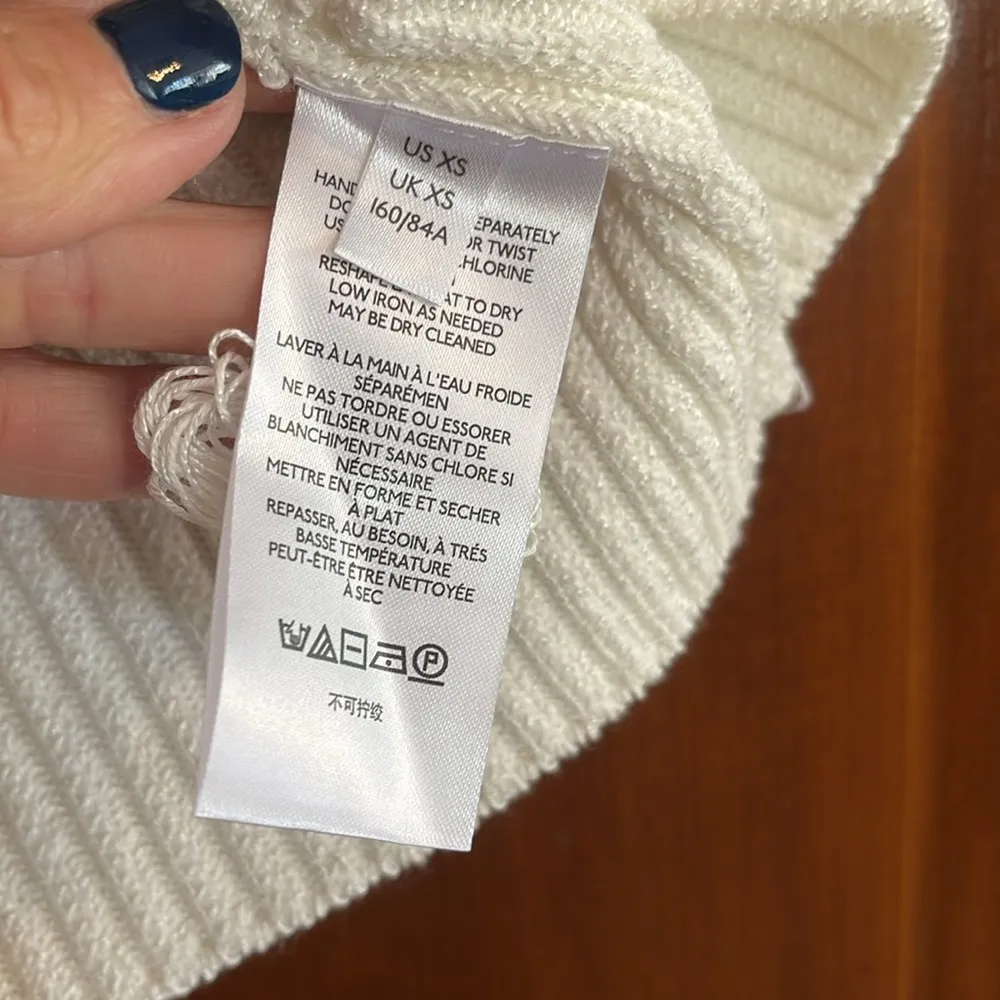 US XS
UK XS
160/84A
HAND
EPARATELY
DO
OR TWIST
US
HLORINE
RESHAPE
AT TO DRY
LOW IRON AS NEEDED
MAY BE DRY CLEANED
LAVER À LA MAIN À L'EAU FROIDE
SÉPARÉMEN
NE PAS TORDRE OU ESSORER
UTILISER UN AGENT DE
BLANCHIMENT SANS CHLORE SI
NÉCESSAIRE
METTRE EN FORME ET SECHER
À PLAT
REPASSER, AU BESOIN, À TRÉS
BASSE TEMPÉRATURE
PEUT-ÊTRE ÊTRE NETTOYÉE
À SEC
P
不可拧绞